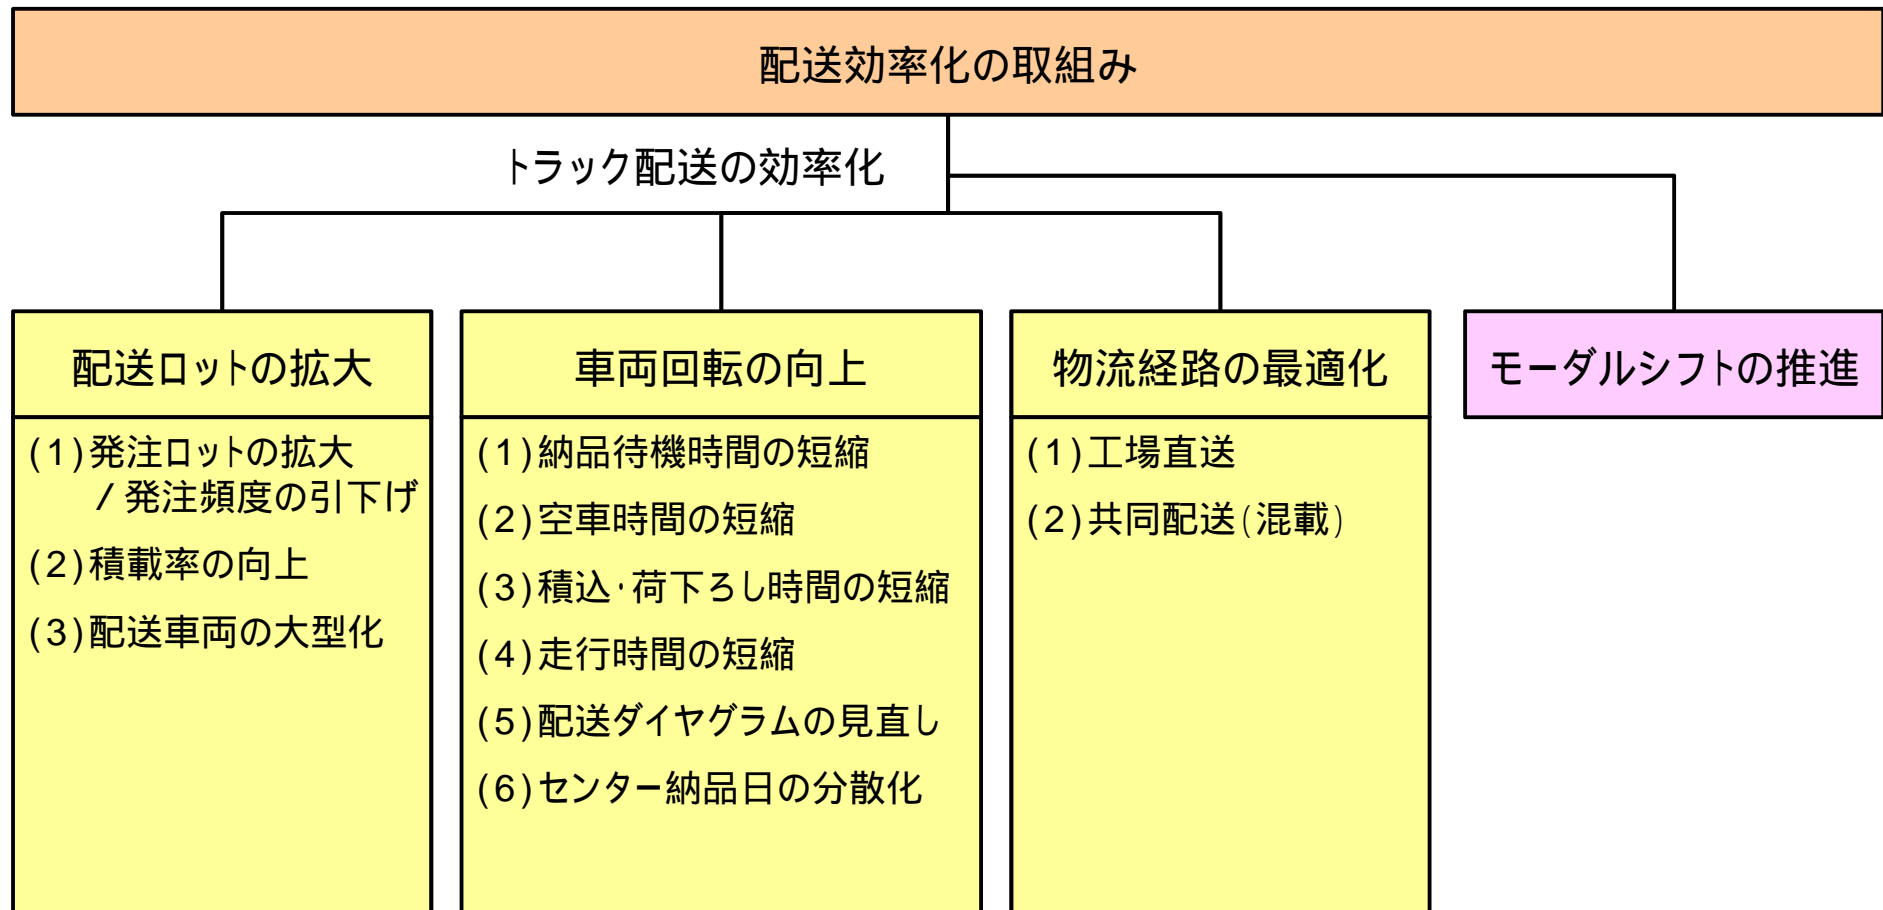 配送効率化の取組み
トラック配送の効率化
配送ロットの拡大
(1)発注ロットの拡大
/発注頻度の引下げ
(2)積載率の向上
(3)配送車両の大型化
車両回転の向上
(1)納品待機時間の短縮
(2)空車時間の短縮
(3)積込・荷下ろし時間の短縮
(4)走行時間の短縮
(5)配送ダイヤグラムの見直し
(6)センター納品日の分散化
物流経路の最適化
(1)工場直送
(2)共同配送(混載)
モーダルシフトの推進